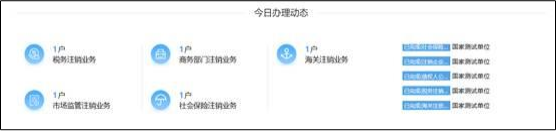 今日办理动态
1户
税务注销业务
1户
商务部门注销业务
1户
海关注销业务
1户
市场监管注销业务
1户
社会保险注销业务
国家测试单位
国家测试单位
国家测试单位
国家测试单位
国家测试单位